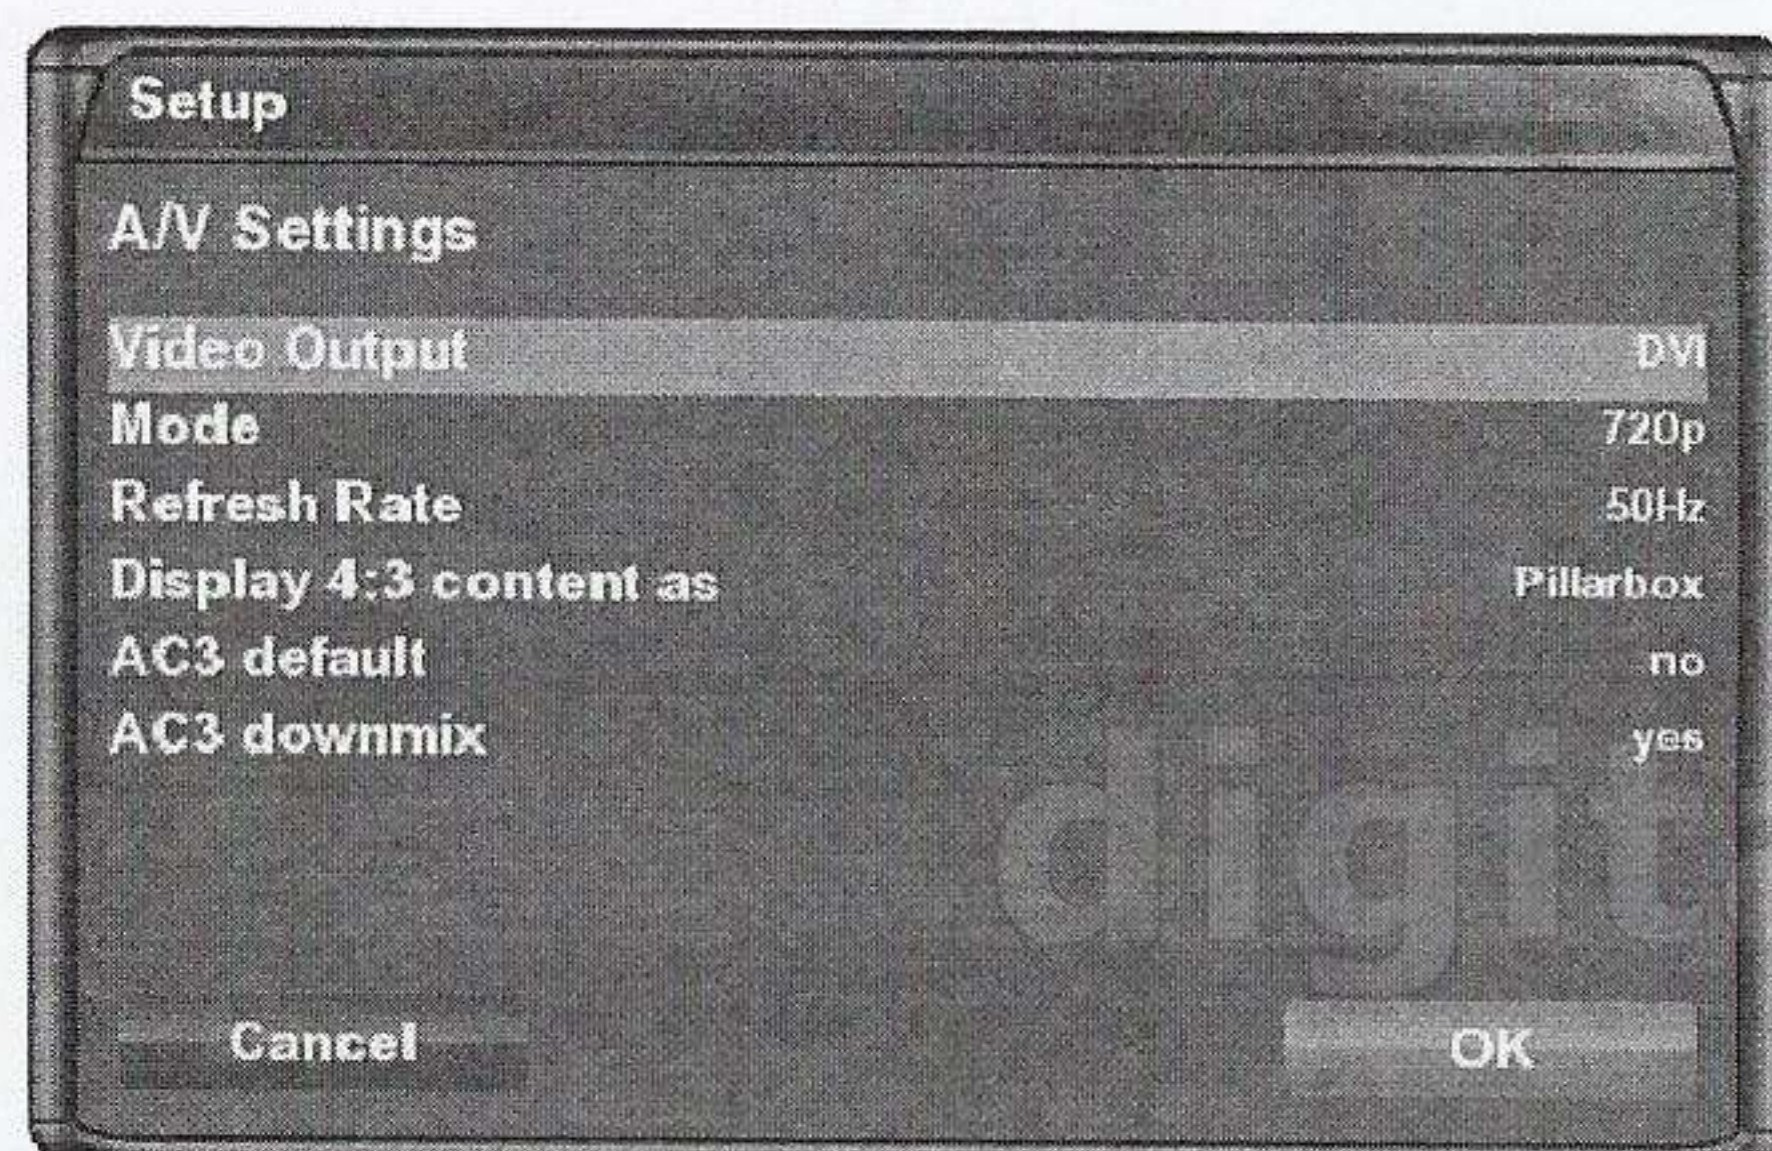 Setup
A/V Settings
Video Output DVI
Mode 720p
Refresh Rate 50Hz
Display 4:3 content as Pillarbox
AC3 default no
AC3 downmix yes
digit
Cancel OK